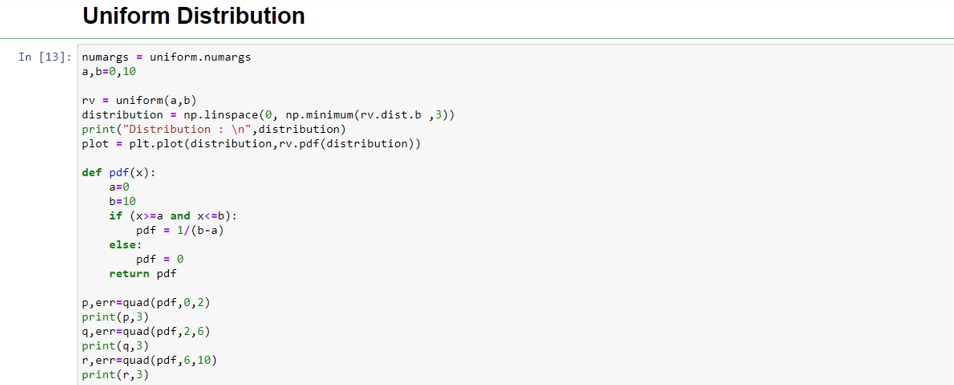 Uniform Distribution
In [13]: numargs = uniform.numargs
a,b=0,10
rv = uniform(a,b)
distribution = np.linspace(0, np.minimum(rv.dist.b ,3))
print("Distribution : \n",distribution)
plot = plt.plot(distribution,rv.pdf(distribution))
def pdf(x):
    a=0
    b=10
    if (x>=a and x<=b):
        pdf = 1/(b-a)
    else:
        pdf = 0
    return pdf
p,err=quad(pdf,0,2)
print(p,3)
q,err=quad(pdf,2,6)
print(q,3)
r,err=quad(pdf,6,10)
print(r,3)